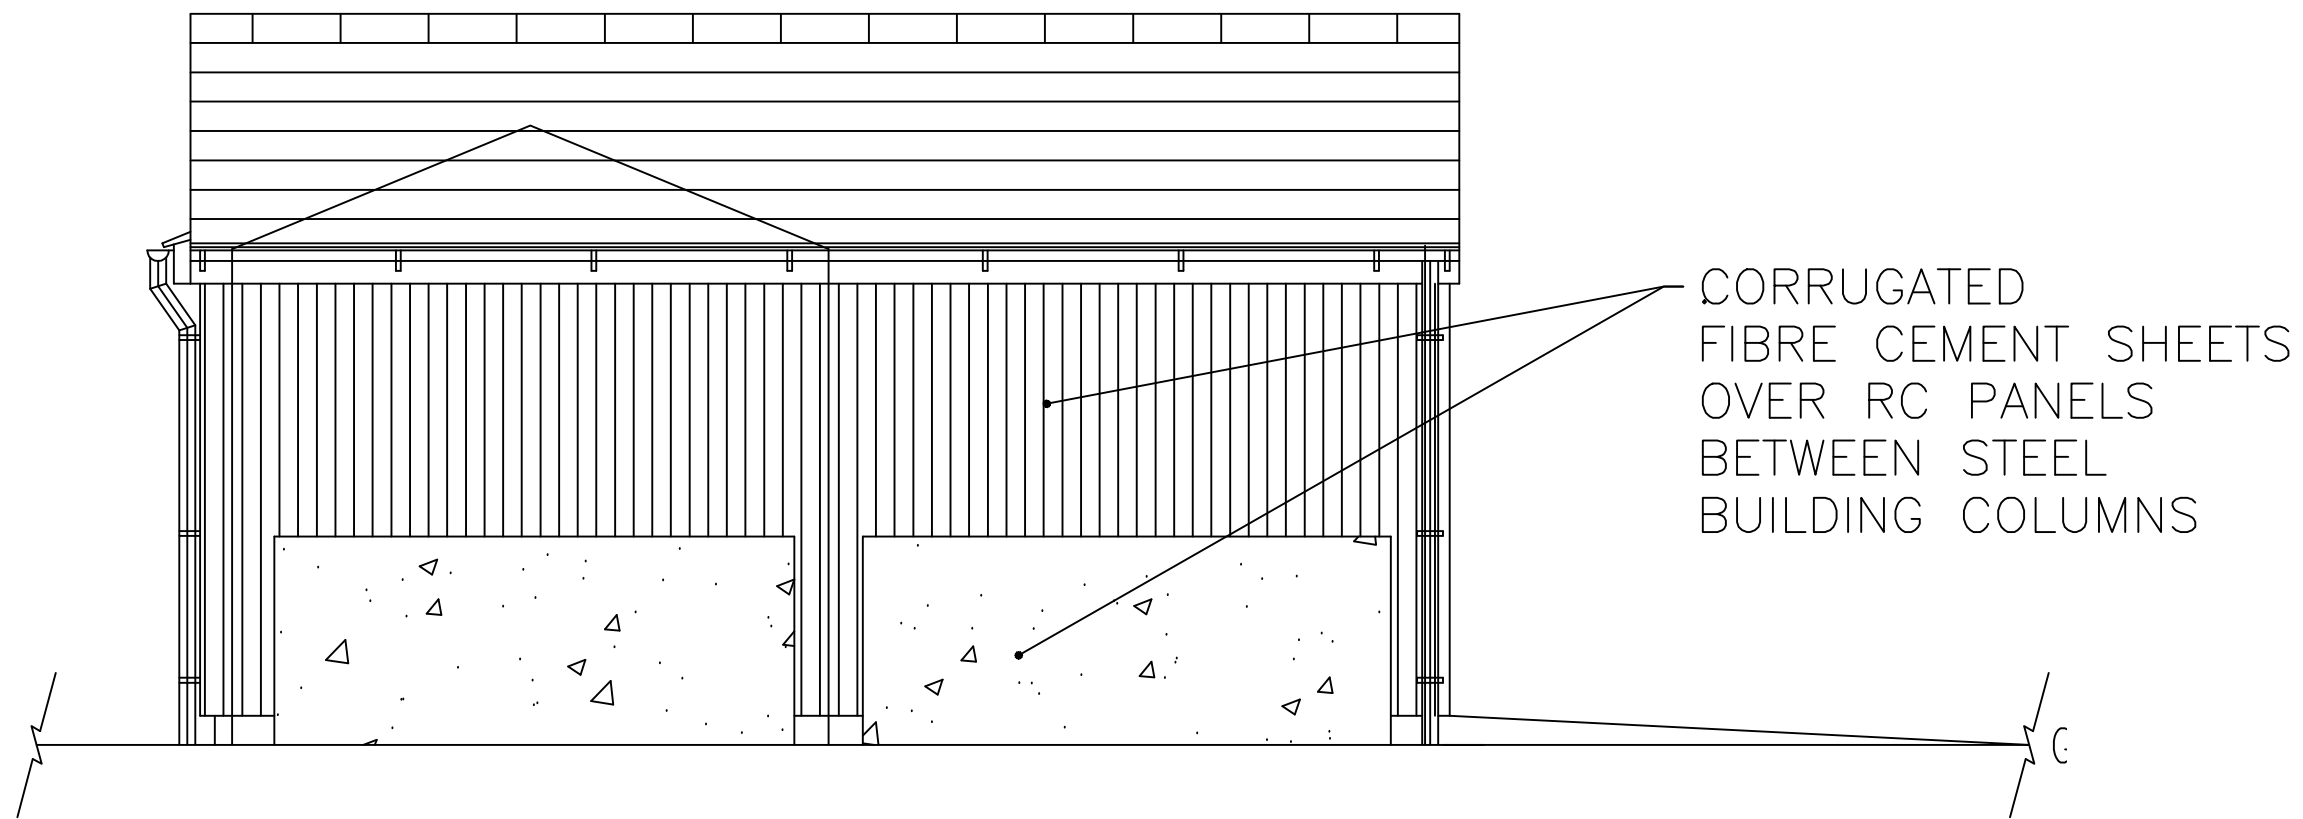 CORRUGATED
FIBRE CEMENT SHEETS
OVER RC PANELS
BETWEEN STEEL
BUILDING COLUMNS